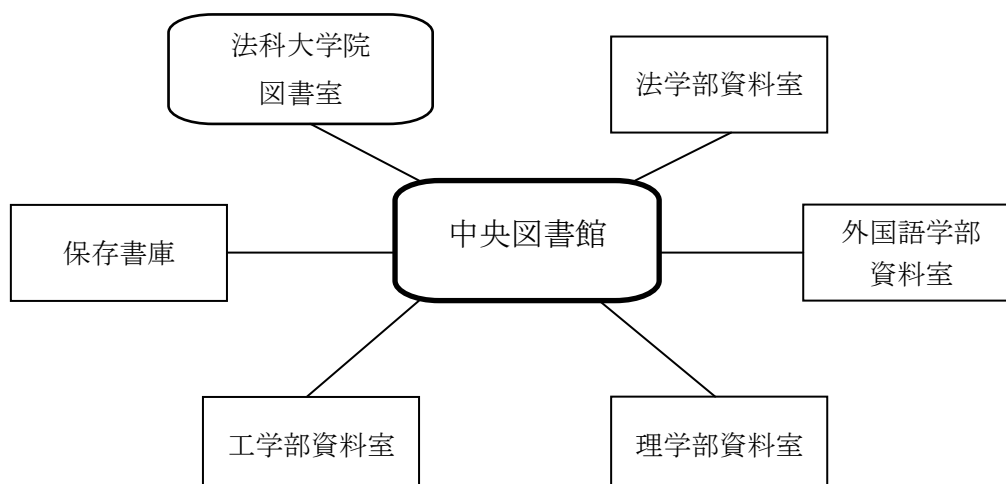 法科大学院
図書室
法学部資料室
中央図書館
保存書庫
外国語学部
資料室
工学部資料室
理学部資料室